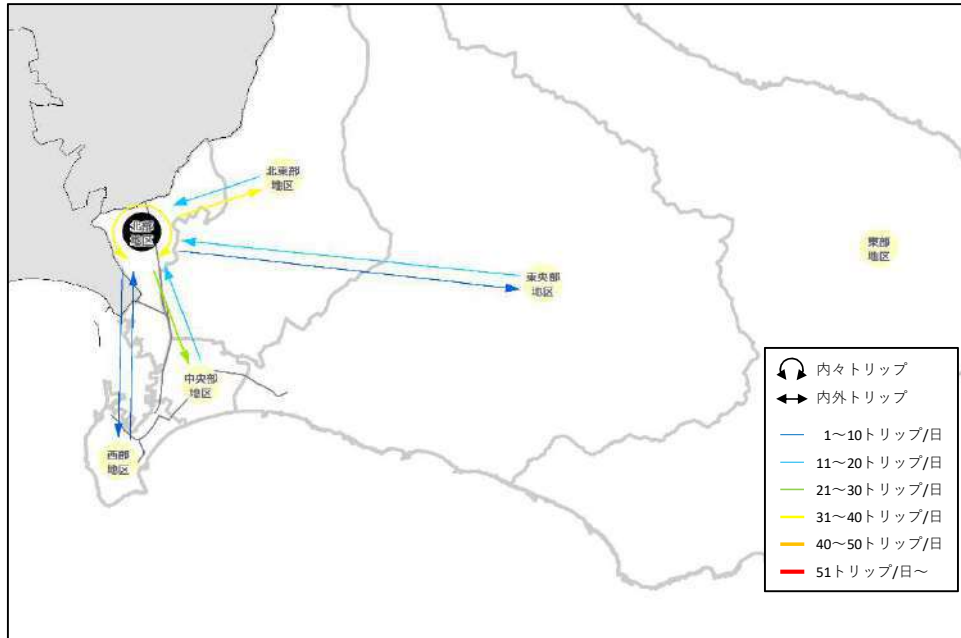 北東部
地区
北部
地区
東部
地区
東央部
地区
中央部
地区
西部
地区
内々トリップ
内外トリップ
1～10トリップ/日
11～20トリップ/日
21～30トリップ/日
31～40トリップ/日
40～50トリップ/日
51トリップ/日～